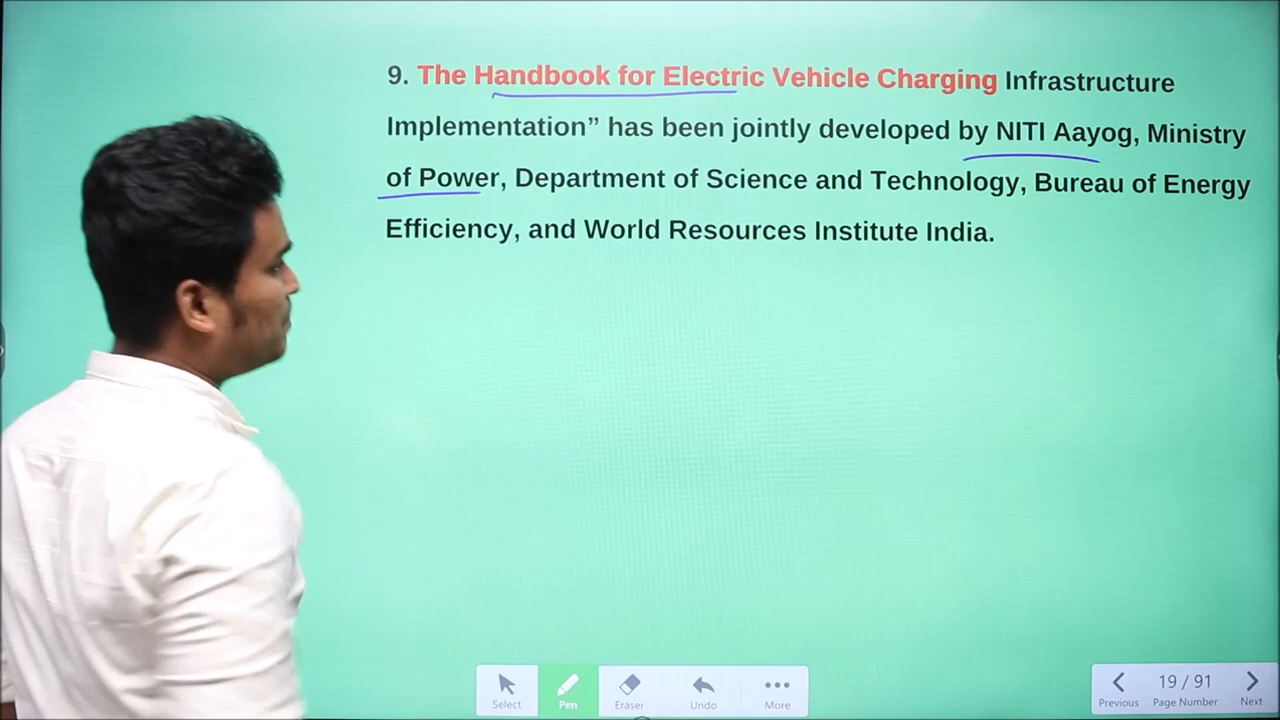 9. The Handbook for Electric Vehicle Charging Infrastructure
Implementation” has been jointly developed by NITI Aayog, Ministry
of Power, Department of Science and Technology, Bureau of Energy
Efficiency, and World Resources Institute India.
Select
Pen
Eraser
Undo
More
Previous
19 / 91
Page Number
Next